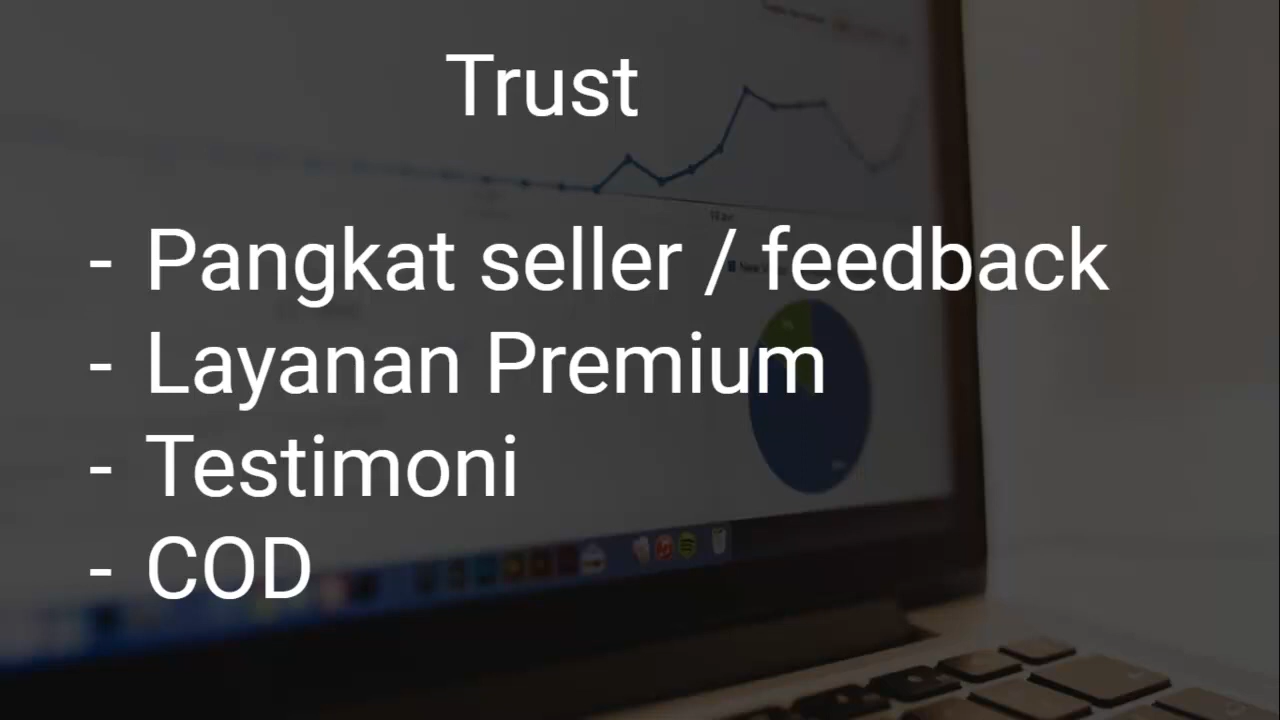 Trust
- Pangkat seller / feedback
- Layanan Premium
- Testimoni
- COD